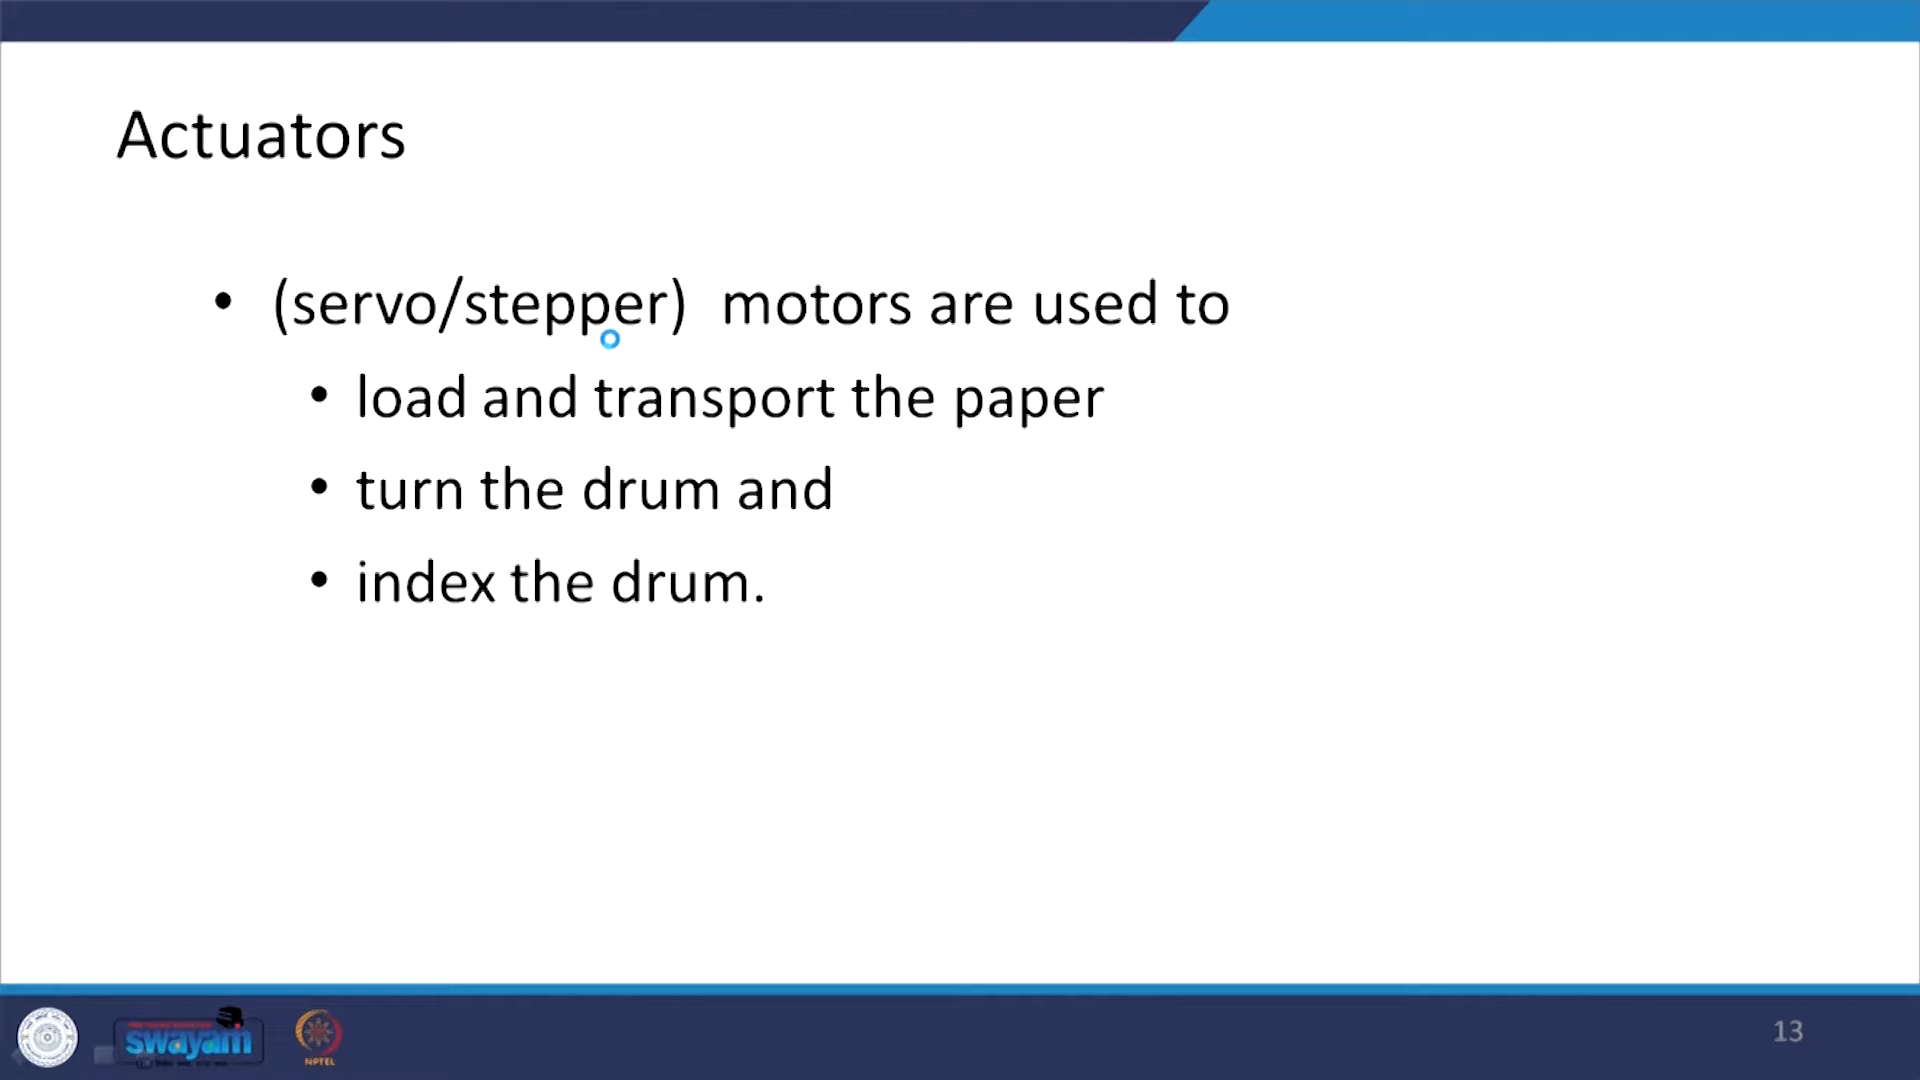 Actuators
• (servo/stepper) motors are used to
• load and transport the paper
• turn the drum and
• index the drum.
swayam
NPTEL
13